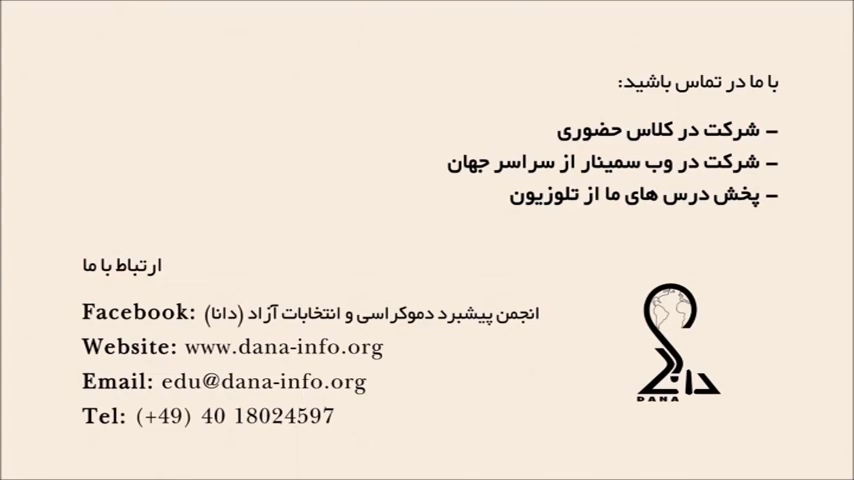 با ما در تماس باشید:
- شرکت در کلاس حضوری
- شرکت در وب سمینار از سراسر جهان
- پخش درس های ما از تلوزیون
ارتباط با ما
Facebook: انجمن پیشبرد دموکراسی و انتخابات آزاد (دانا)
Website: www.dana-info.org
Email: edu@dana-info.org
Tel: (+49) 40 18024597
دانا
DANA